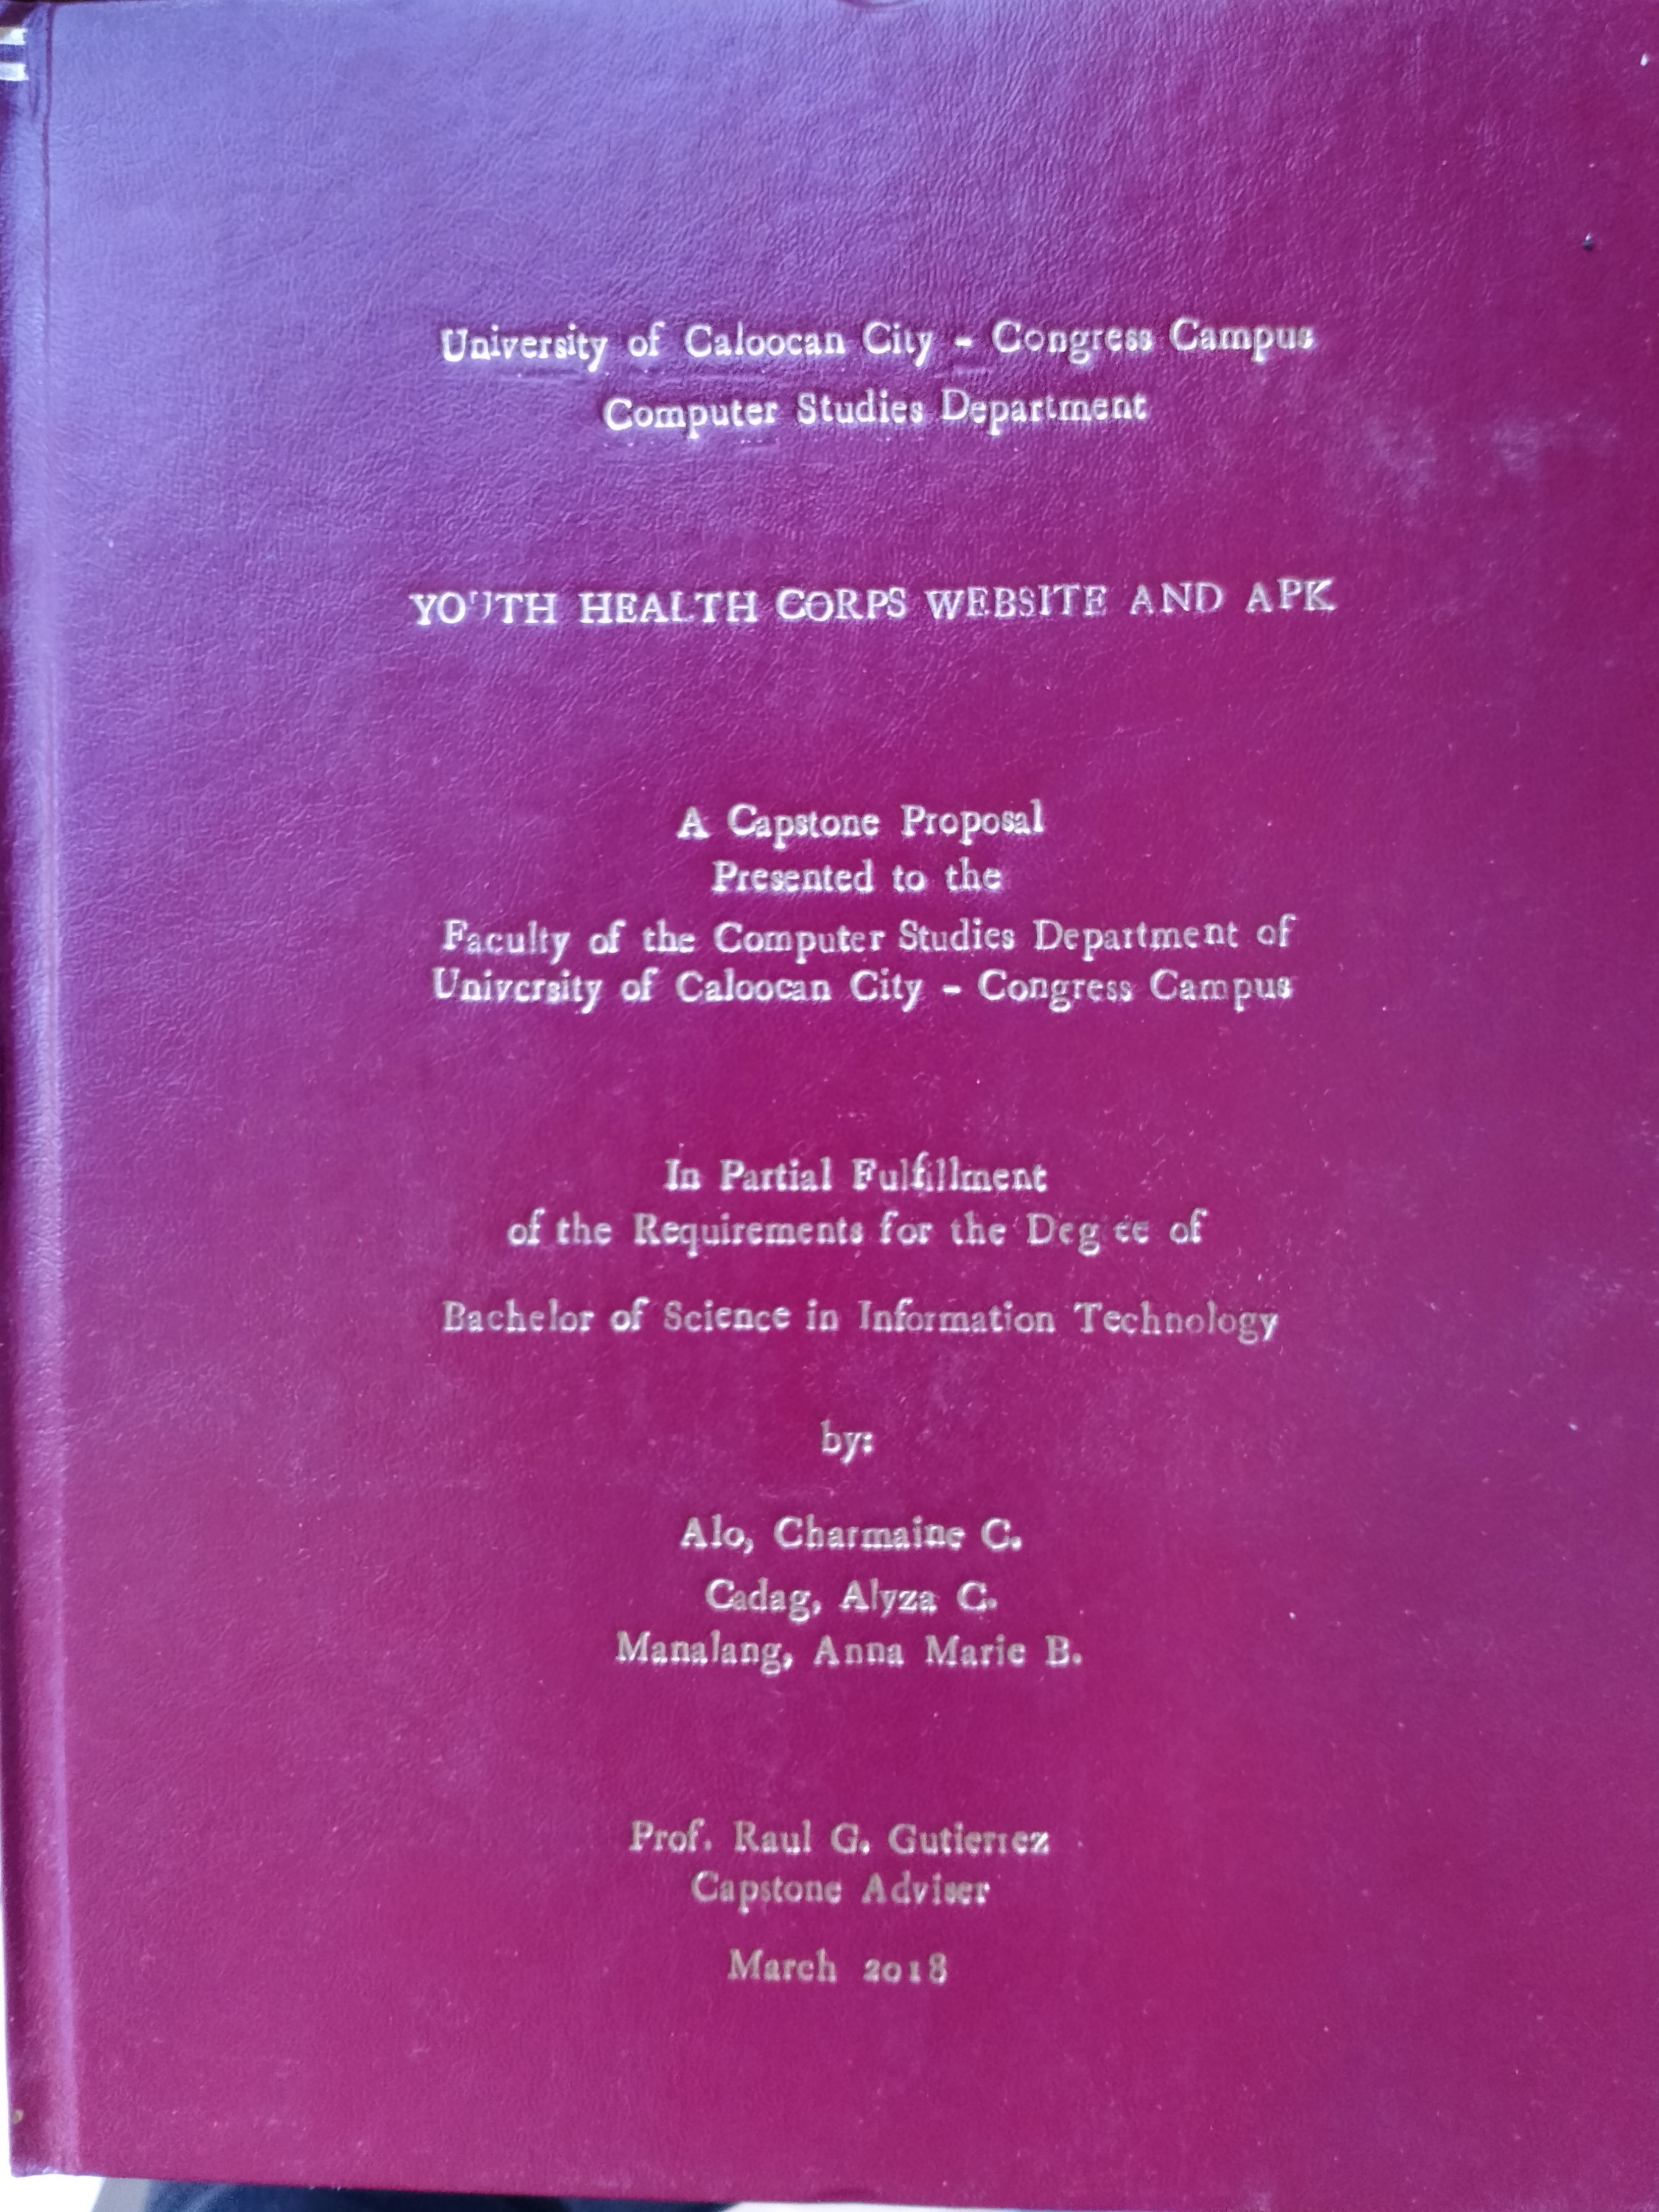 University of Caloocan City - Congress Campus
Computer Studies Department
YOUTH HEALTH CORPS WEBSITE AND APK
A Capstone Proposal
Presented to the
Faculty of the Computer Studies Department of
University of Caloocan City - Congress Campus
In Partial Fulfillment
of the Requirements for the Degree of
Bachelor of Science in Information Technology
by:
Alo, Charmaine C.
Cadag, Alyza C.
Manalang, Anna Marie B.
Prof. Raul G. Gutierrez
Capstone Adviser
March 2018